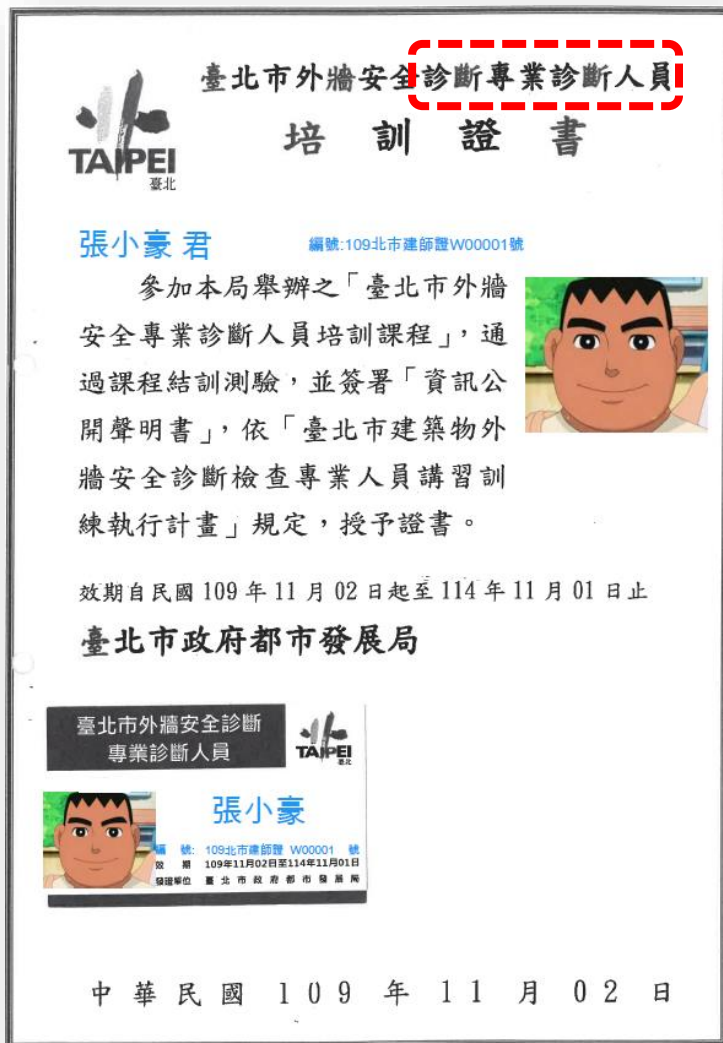 臺北市外牆安全診斷專業診斷人員
培訓證書
TAIPEI
臺北
張小豪 君
編號:109北市建師證W00001號
參加本局舉辦之「臺北市外牆
安全專業診斷人員培訓課程」，通
過課程結訓測驗，並簽署「資訊公
開聲明書」，依「臺北市建築物外
牆安全診斷檢查專業人員講習訓
練執行計畫」規定，授予證書。
效期自民國 109 年 11 月 02 日起至 114 年 11 月 01 日止
臺北市政府都市發展局
臺北市外牆安全診斷
專業診斷人員
TAIPEI
臺北
張小豪
編 號: 109北市建師證 W00001 號
效 期 109年11月02日至114年11月01日
發證單位 臺北市政府都市發展局
中華民國 109 年 11 月 02 日